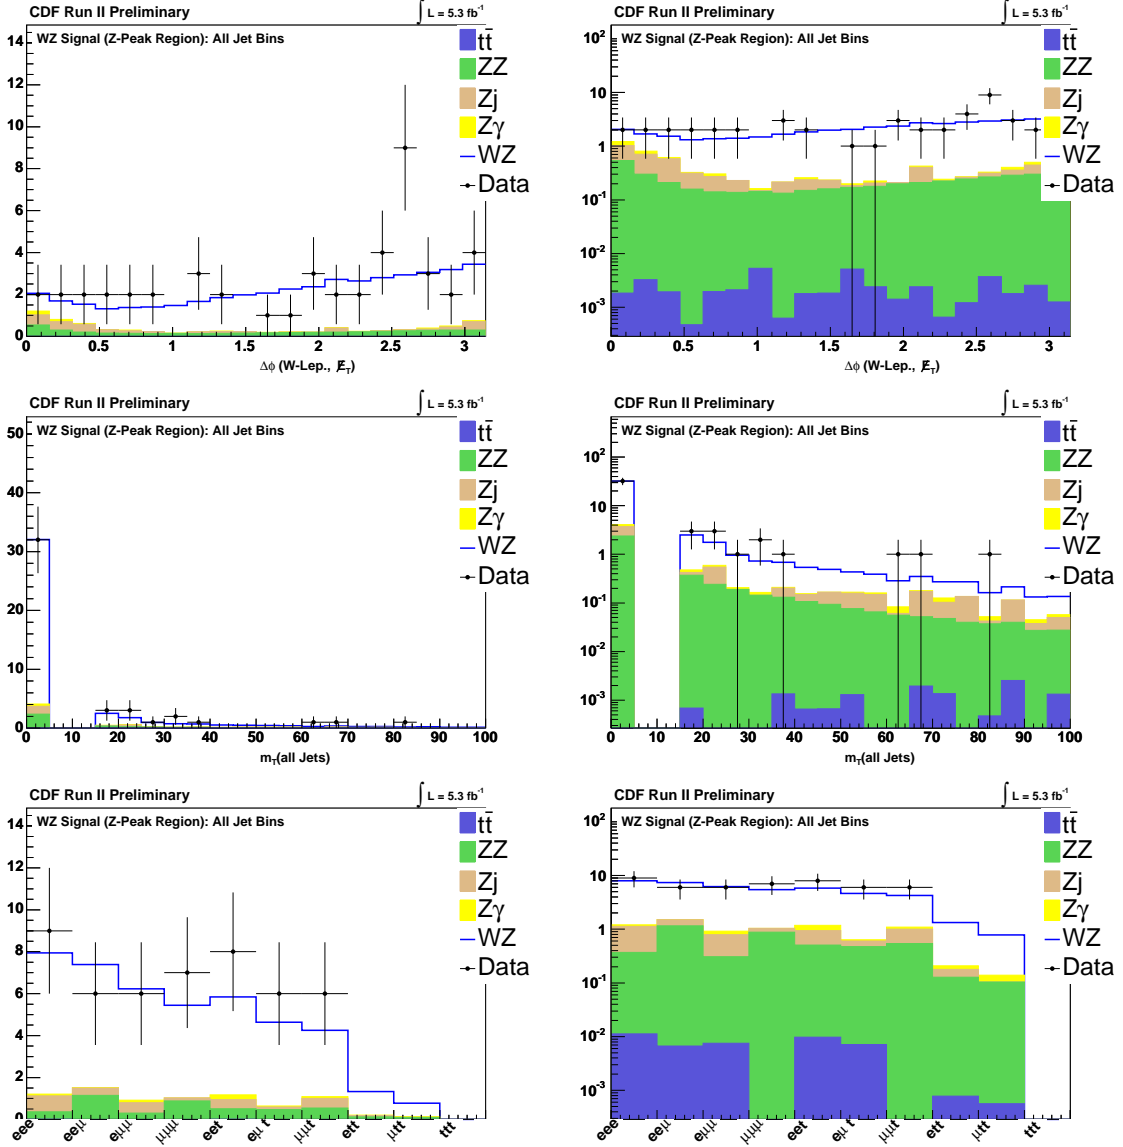 CDF Run II Preliminary ∫ L = 5.3 fb⁻¹
WZ Signal (Z-Peak Region): All Jet Bins
tt̄
ZZ
Zj
Zγ
WZ
Data
14
12
10
8
6
4
2
0
0 0.5 1 1.5 2 2.5 3
Δϕ (W-Lep., E̸_T)
CDF Run II Preliminary ∫ L = 5.3 fb⁻¹
WZ Signal (Z-Peak Region): All Jet Bins
tt̄
ZZ
Zj
Zγ
WZ
Data
10²
10
1
10⁻¹
10⁻²
10⁻³
0 0.5 1 1.5 2 2.5 3
Δϕ (W-Lep., E̸_T)
CDF Run II Preliminary ∫ L = 5.3 fb⁻¹
WZ Signal (Z-Peak Region): All Jet Bins
tt̄
ZZ
Zj
Zγ
WZ
Data
50
40
30
20
10
0
0 10 20 30 40 50 60 70 80 90 100
m_T(all Jets)
CDF Run II Preliminary ∫ L = 5.3 fb⁻¹
WZ Signal (Z-Peak Region): All Jet Bins
tt̄
ZZ
Zj
Zγ
WZ
Data
10²
10
1
10⁻¹
10⁻²
10⁻³
0 10 20 30 40 50 60 70 80 90 100
m_T(all Jets)
CDF Run II Preliminary ∫ L = 5.3 fb⁻¹
WZ Signal (Z-Peak Region): All Jet Bins
tt̄
ZZ
Zj
Zγ
WZ
Data
14
12
10
8
6
4
2
0
eee eeμ eμμ μμμ eet eμ t μμt ett μtt ttt
CDF Run II Preliminary ∫ L = 5.3 fb⁻¹
WZ Signal (Z-Peak Region): All Jet Bins
tt̄
ZZ
Zj
Zγ
WZ
Data
10²
10
1
10⁻¹
10⁻²
10⁻³
eee eeμ eμμ μμμ eet eμ t μμt ett μtt ttt